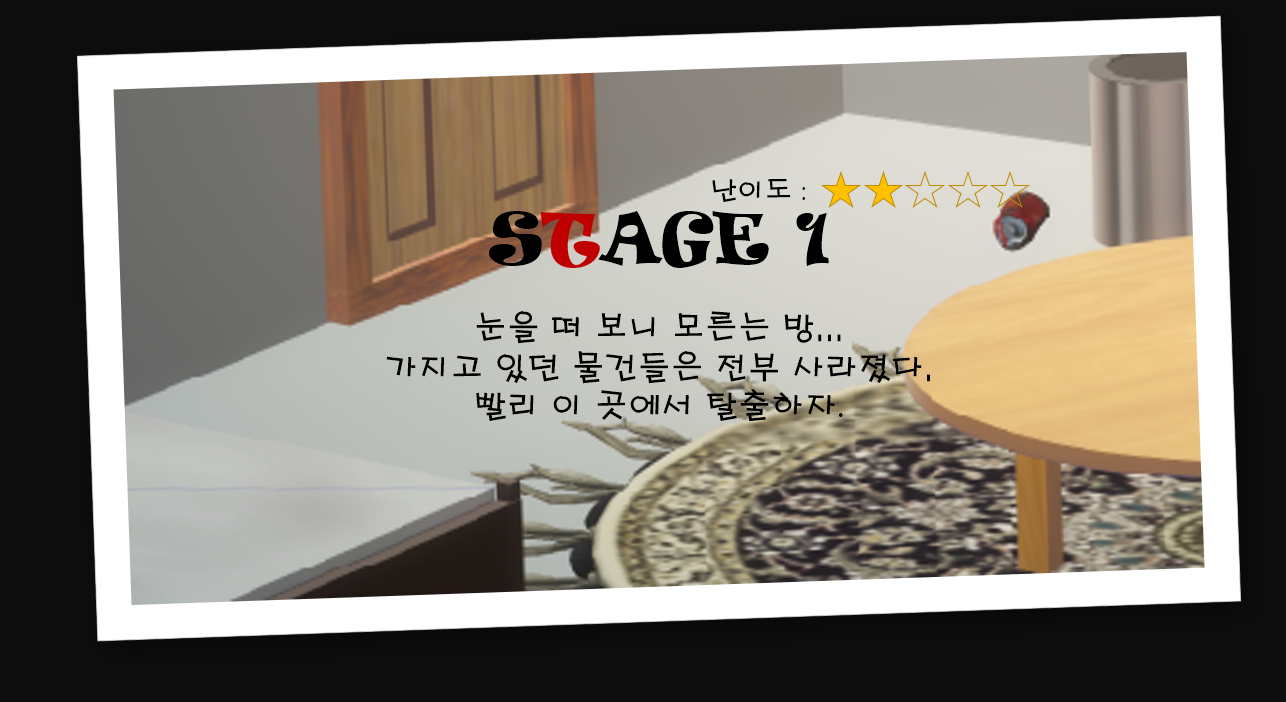 난이도 : ★★☆☆☆
STAGE 1
눈을 떠 보니 모른는 방...
가지고 있던 물건들은 전부 사라졌다.
빨리 이 곳에서 탈출하자.